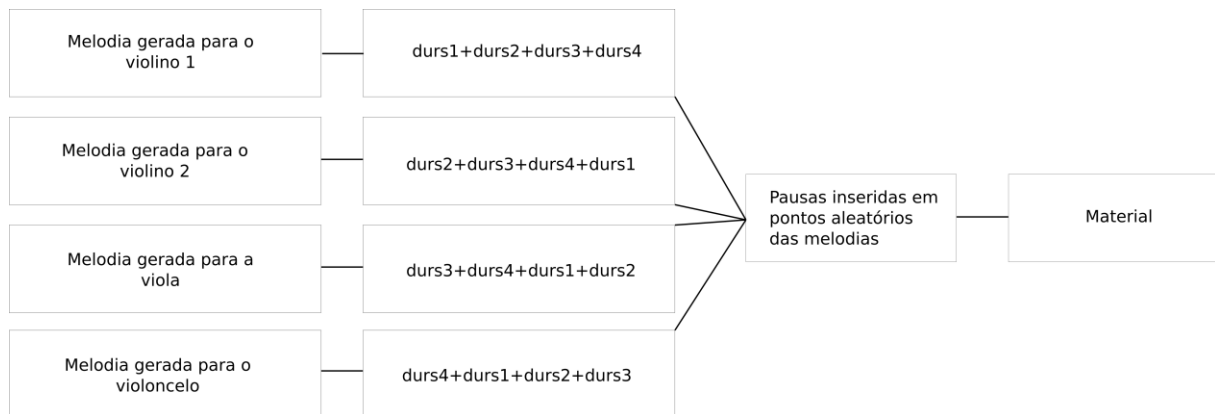 Melodia gerada para o
violino 1
durs1+durs2+durs3+durs4
Melodia gerada para o
violino 2
durs2+durs3+durs4+durs1
Melodia gerada para a
viola
durs3+durs4+durs1+durs2
Melodia gerada para o
violoncelo
durs4+durs1+durs2+durs3
Pausas inseridas em
pontos aleatórios
das melodias
Material